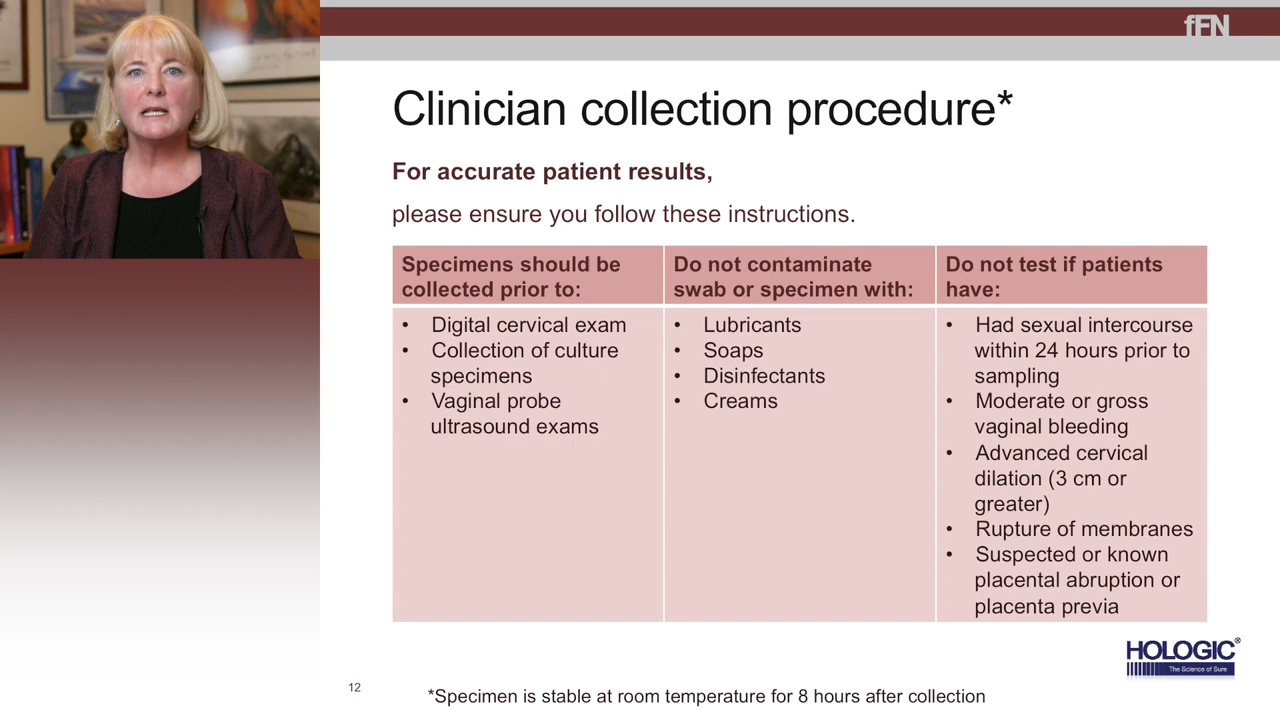 fFN
Clinician collection procedure*
For accurate patient results,
please ensure you follow these instructions.
Specimens should be
collected prior to:
• Digital cervical exam
• Collection of culture
specimens
• Vaginal probe
ultrasound exams
Do not contaminate
swab or specimen with:
• Lubricants
• Soaps
• Disinfectants
• Creams
Do not test if patients
have:
• Had sexual intercourse
within 24 hours prior to
sampling
• Moderate or gross
vaginal bleeding
• Advanced cervical
dilation (3 cm or
greater)
• Rupture of membranes
• Suspected or known
placental abruption or
placenta previa
HOLOGIC®
The Science of Sure
12
*Specimen is stable at room temperature for 8 hours after collection